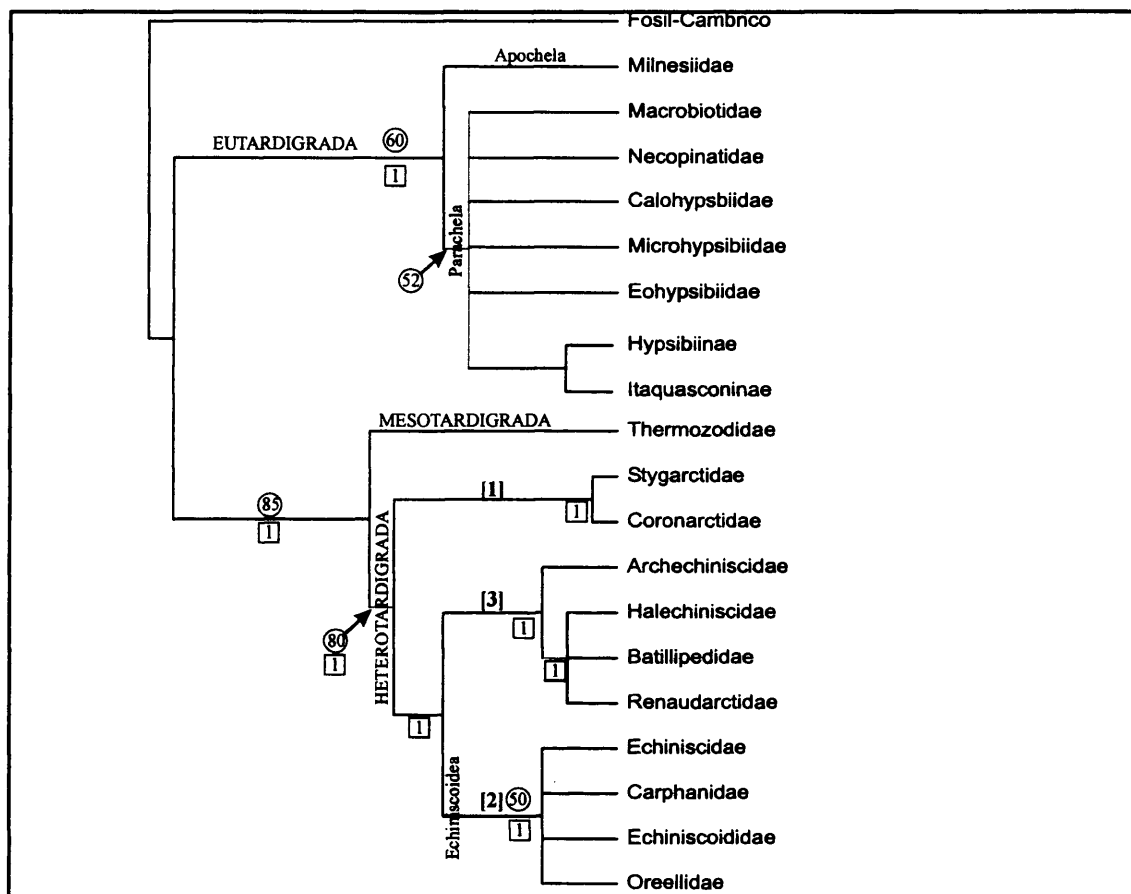 Fosil-Cambrico
Apochela
Milnesiidae
Macrobiotidae
EUTARDIGRADA
60
1
Necopinatidae
Calohypsbiidae
Parachela
Microhypsibiidae
52
Eohypsibiidae
Hypsibiinae
Itaquasconinae
MESOTARDIGRADA
Thermozodidae
Stygarctidae
[1]
85
1
1
Coronarctidae
HETEROTARDIGRADA
Archechiniscidae
[3]
Halechiniscidae
1
80
1
Batillipedidae
1
Renaudarctidae
1
Echiniscidae
Echiniscoidea
Carphanidae
[2]
50
1
Echiniscoididae
Oreellidae